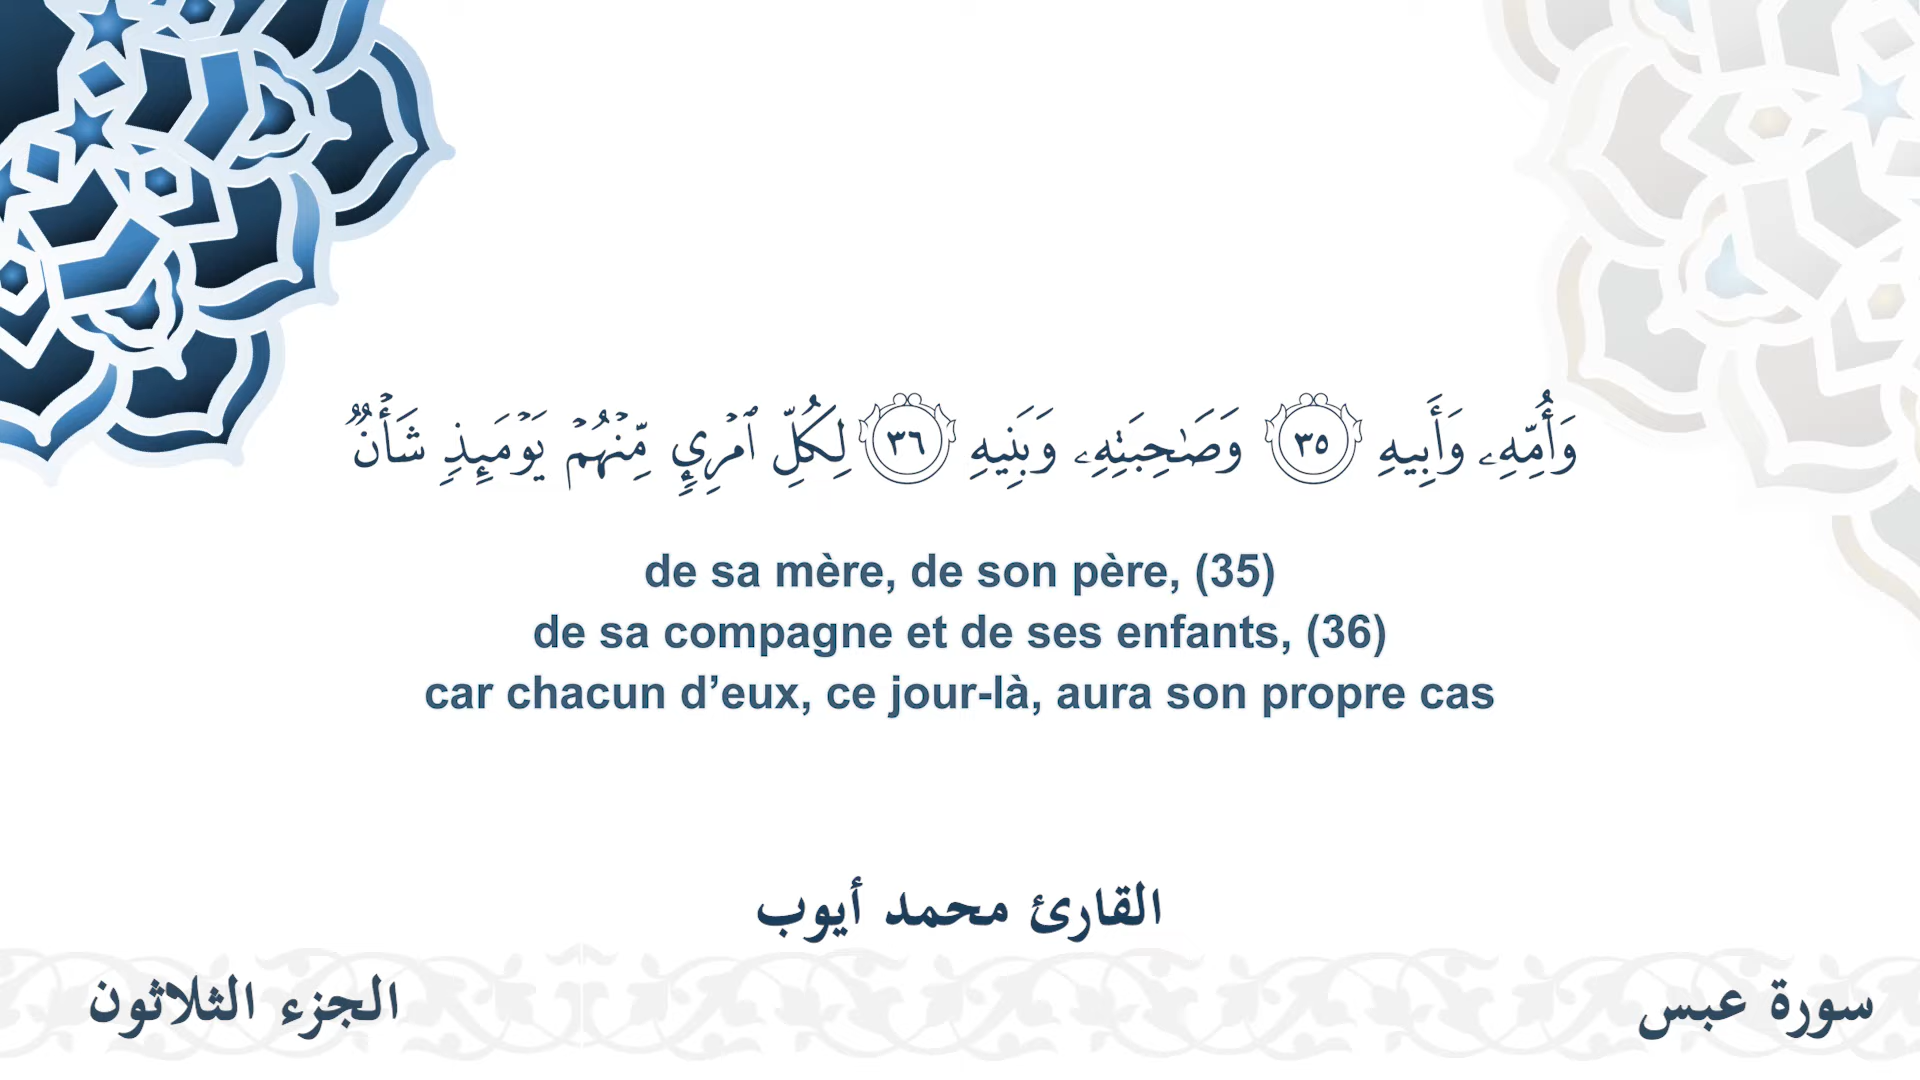 وَأُمِّهِۦ وَأَبِيهِ ٣٥ وَصَٰحِبَتِهِۦ وَبَنِيهِ ٣٦ لِكُلِّ ٱمْرِئٍ مِّنْهُمْ يَوْمَئِذٍ شَأْنٌ
de sa mère, de son père, (35)
de sa compagne et de ses enfants, (36)
car chacun d’eux, ce jour-là, aura son propre cas
القارئ محمد أيوب
سورة عبس
الجزء الثلاثون